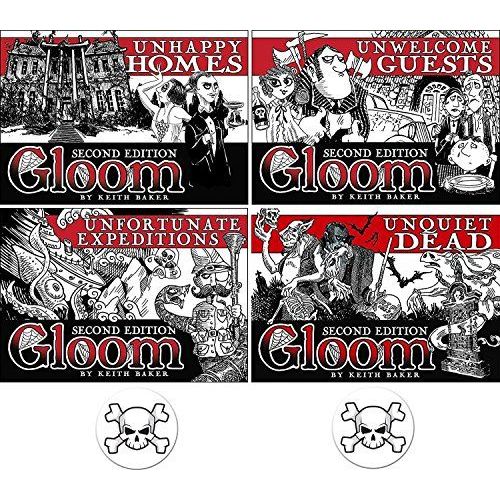 UNHAPPY
HOMES
SECOND EDITION
Gloom
BY KEITH BAKER
UNWELCOME
GUESTS
SECOND EDITION
Gloom
BY KEITH BAKER
UNFORTUNATE
EXPEDITIONS
SECOND EDITION
Gloom
BY KEITH BAKER
UNQUIET
DEAD
SECOND EDITION
Gloom
BY KEITH BAKER